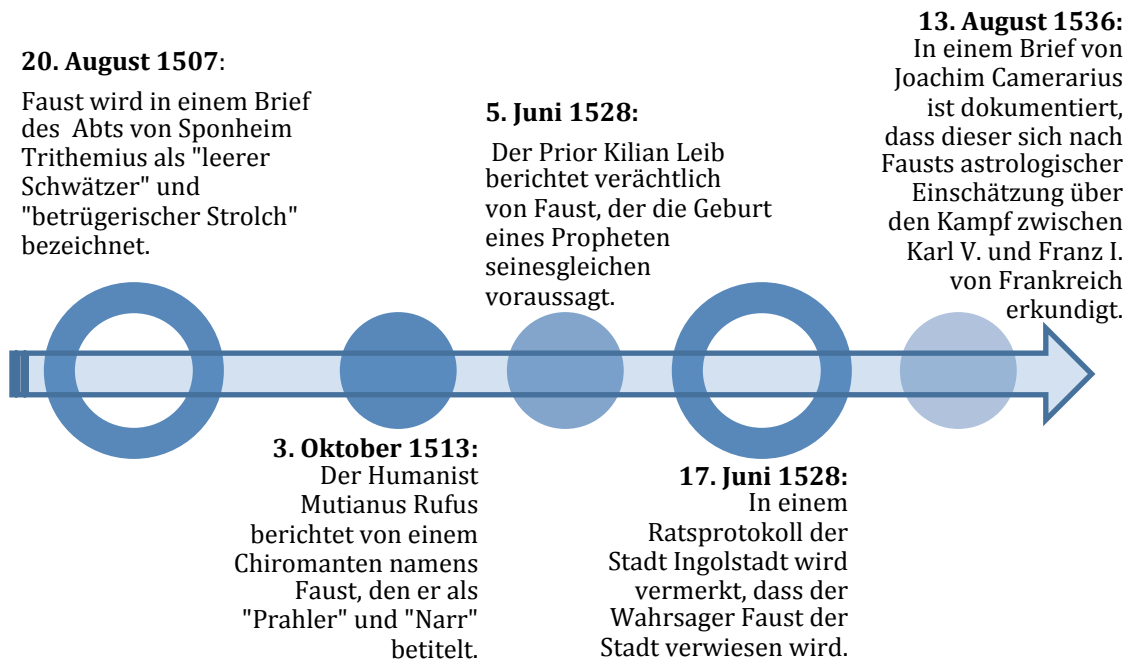 20. August 1507:
Faust wird in einem Brief
des Abts von Sponheim
Trithemius als "leerer
Schwätzer" und
"betrügerischer Strolch"
bezeichnet.
3. Oktober 1513:
Der Humanist
Mutianus Rufus
berichtet von einem
Chiromanten namens
Faust, den er als
"Prahler" und "Narr"
betitelt.
5. Juni 1528:
Der Prior Kilian Leib
berichtet verächtlich
von Faust, der die Geburt
eines Propheten
seinesgleichen
voraussagt.
17. Juni 1528:
In einem
Ratsprotokoll der
Stadt Ingolstadt wird
vermerkt, dass der
Wahrsager Faust der
Stadt verwiesen wird.
13. August 1536:
In einem Brief von
Joachim Camerarius
ist dokumentiert,
dass dieser sich nach
Fausts astrologischer
Einschätzung über
den Kampf zwischen
Karl V. und Franz I.
von Frankreich
erkundigt.